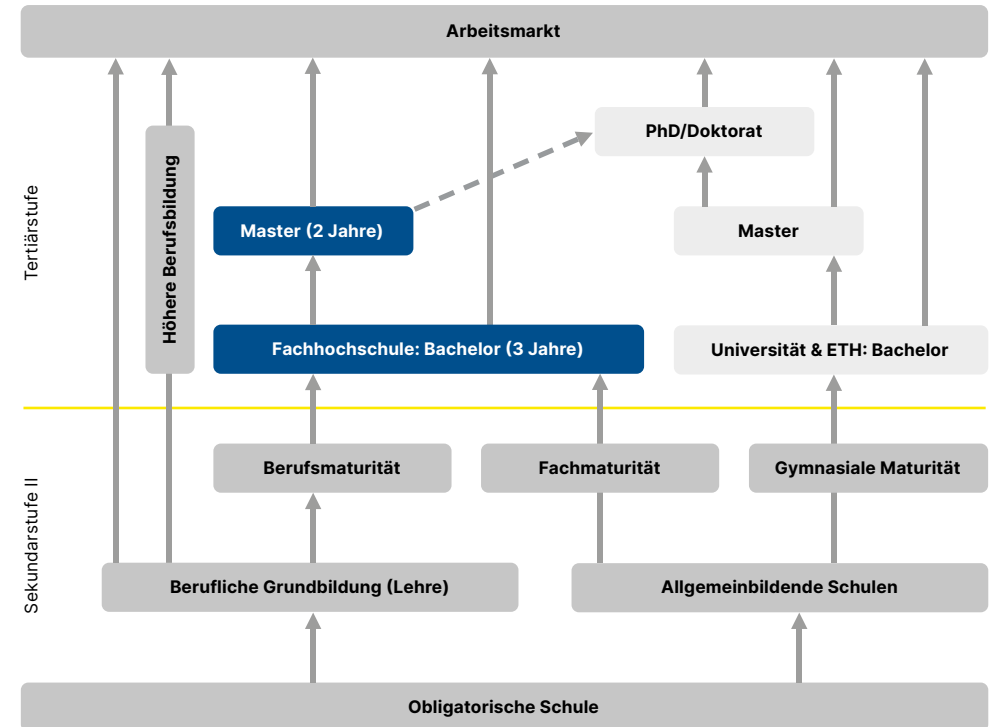 Arbeitsmarkt
PhD/Doktorat
Tertiärstufe
Höhere Berufsbildung
Master (2 Jahre)
Master
Fachhochschule: Bachelor (3 Jahre)
Universität & ETH: Bachelor
Sekundarstufe II
Berufsmaturität
Fachmaturität
Gymnasiale Maturität
Berufliche Grundbildung (Lehre)
Allgemeinbildende Schulen
Obligatorische Schule